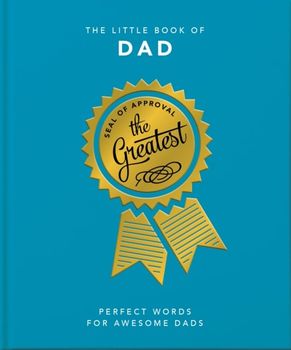 THE LITTLE BOOK OF
DAD
SEAL OF APPROVAL
the
Greatest
PERFECT WORDS
FOR AWESOME DADS